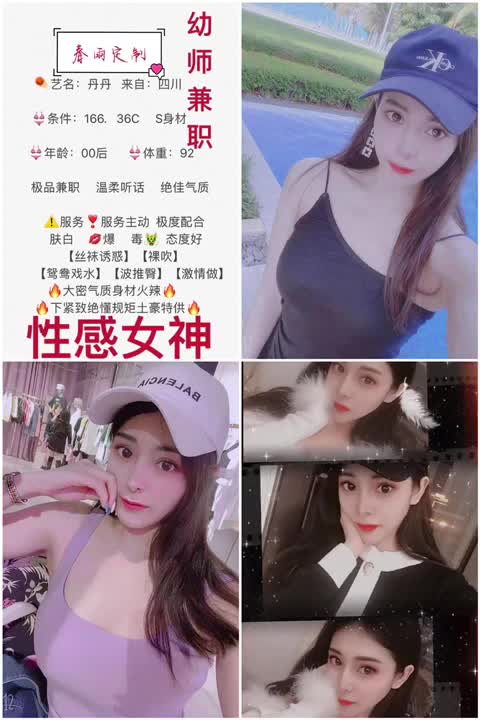 春雨定制
幼师兼职
艺名：丹丹 来自：四川
条件：166. 36C S身材
年龄：00后 体重：92
极品兼职 温柔听话 绝佳气质
服务 服务主动 极度配合
肤白 爆 毒 态度好
【丝袜诱惑】【裸吹】
【鸳鸯戏水】【波推臀】【激情做】
大密气质身材火辣
下紧致绝懂规矩土豪特供
性感女神
CK
BALENCIA
12